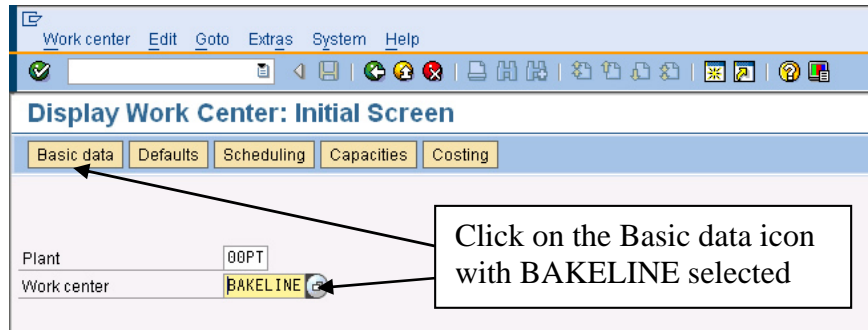 Work center Edit Goto Extras System Help
Display Work Center: Initial Screen
Basic data Defaults Scheduling Capacities Costing
Click on the Basic data icon
with BAKELINE selected
Plant 00PT
Work center BAKELINE